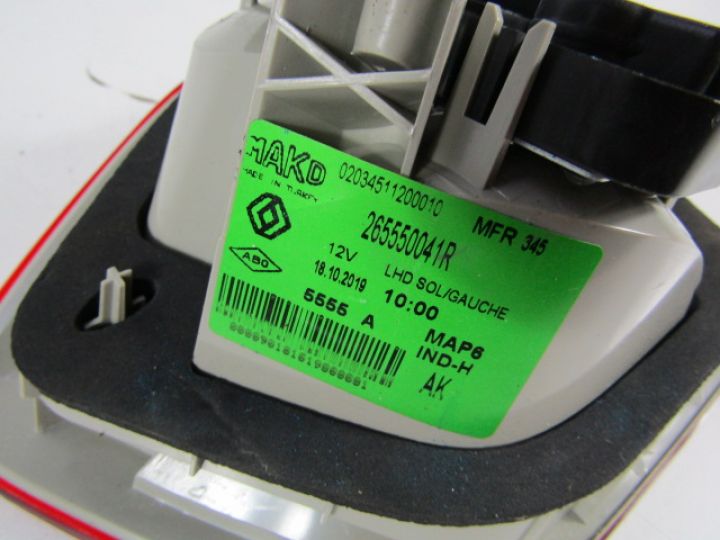 MAKO
MADE IN TURKEY
02034511200010
MFR 345
265550041R
ABO
12V
LHD SOL/GAUCHE
18.10.2019
10:00
5555 A
MAP6
IND-H
AK